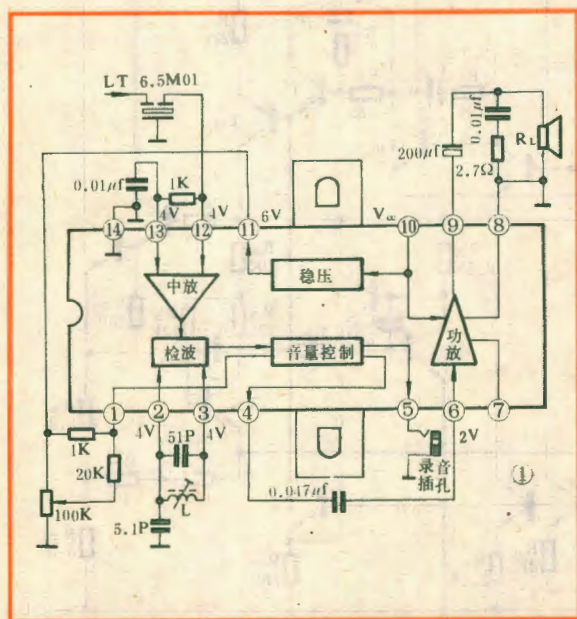 LT 6.5M01
0.01μf
1K
200μf
0.01μf
2.7Ω
RL
4V
4V
6V
V∞
14
13
12
11
10
9
8
中放
稳压
功放
检波
音量控制
1
2
3
4
5
6
7
4V
4V
2V
1K
51P
20K
L
100K
5.1P
0.047μf
录音
插孔
①